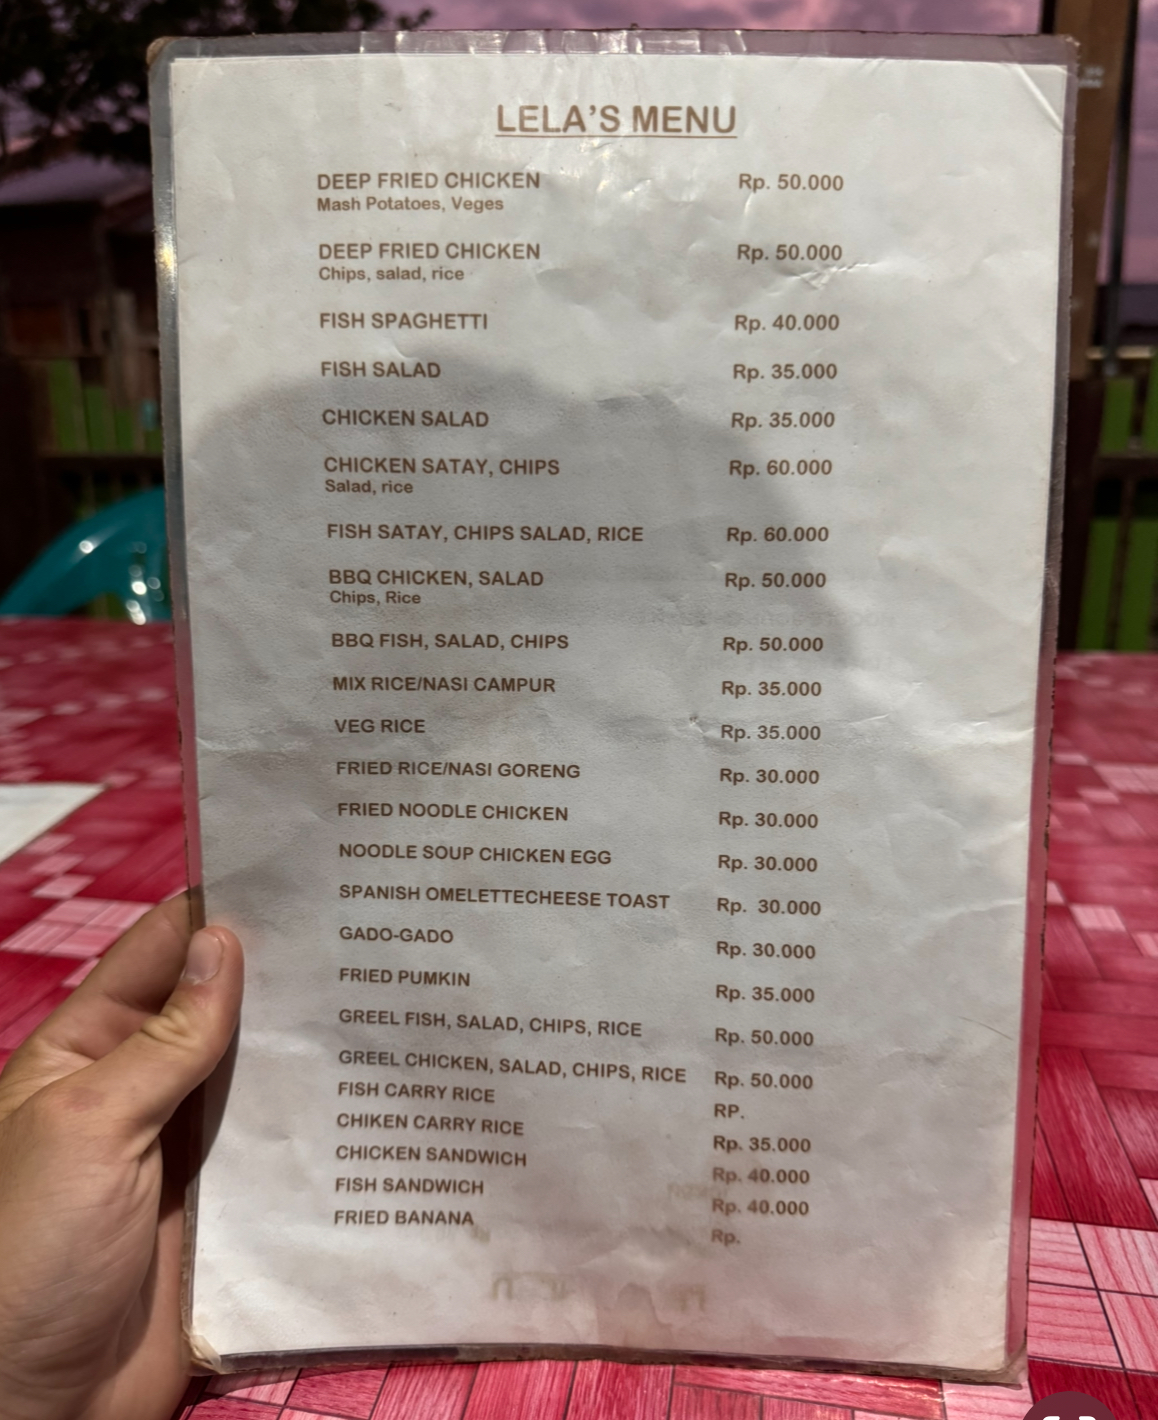 LELA'S MENU
DEEP FRIED CHICKEN Rp. 50.000
Mash Potatoes, Veges
DEEP FRIED CHICKEN Rp. 50.000
Chips, salad, rice
FISH SPAGHETTI Rp. 40.000
FISH SALAD Rp. 35.000
CHICKEN SALAD Rp. 35.000
CHICKEN SATAY, CHIPS Rp. 60.000
Salad, rice
FISH SATAY, CHIPS SALAD, RICE Rp. 60.000
BBQ CHICKEN, SALAD Rp. 50.000
Chips, Rice
BBQ FISH, SALAD, CHIPS Rp. 50.000
MIX RICE/NASI CAMPUR Rp. 35.000
VEG RICE Rp. 35.000
FRIED RICE/NASI GORENG Rp. 30.000
FRIED NOODLE CHICKEN Rp. 30.000
NOODLE SOUP CHICKEN EGG Rp. 30.000
SPANISH OMELETTECHEESE TOAST Rp. 30.000
GADO-GADO Rp. 30.000
FRIED PUMKIN Rp. 35.000
GREEL FISH, SALAD, CHIPS, RICE Rp. 50.000
GREEL CHICKEN, SALAD, CHIPS, RICE Rp. 50.000
FISH CARRY RICE RP.
CHIKEN CARRY RICE Rp. 35.000
CHICKEN SANDWICH Rp. 40.000
FISH SANDWICH Rp. 40.000
FRIED BANANA Rp.